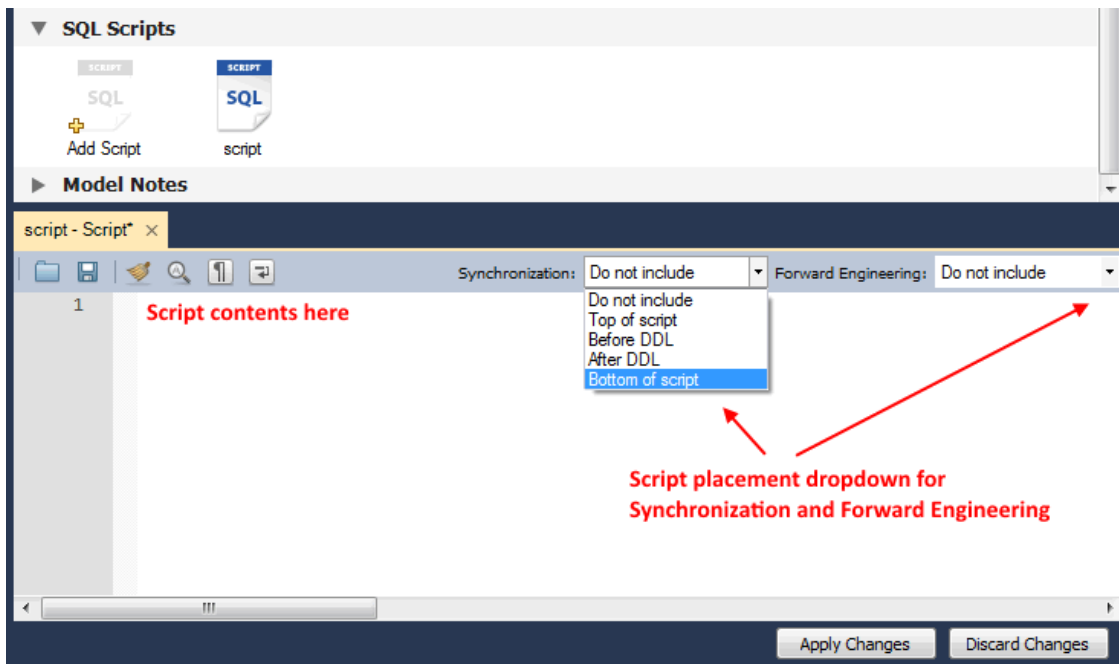 SQL Scripts
SCRIPT
SQL
Add Script
SCRIPT
SQL
script
Model Notes
script - Script*
Synchronization: Do not include Forward Engineering: Do not include
1 Script contents here
Do not include
Top of script
Before DDL
After DDL
Bottom of script
Script placement dropdown for
Synchronization and Forward Engineering
Apply Changes Discard Changes